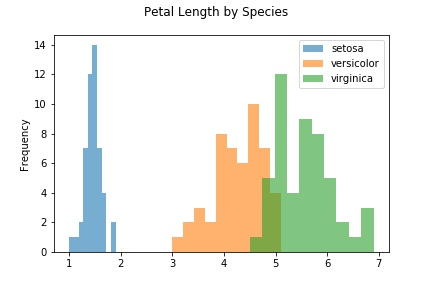 Petal Length by Species
setosa
versicolor
virginica
Frequency
14
12
10
8
6
4
2
0
1 2 3 4 5 6 7